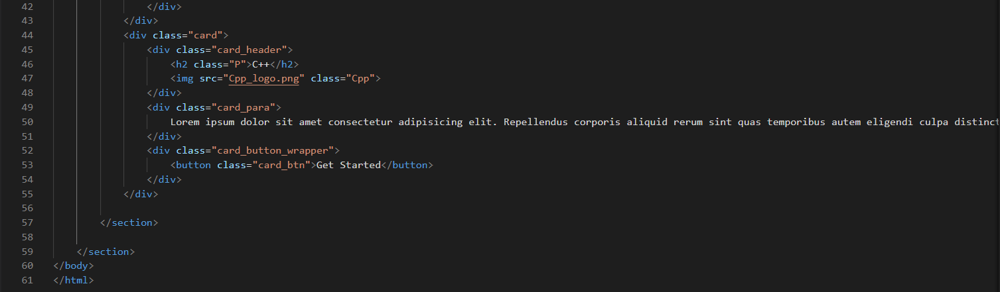 42 </div>
43 </div>
44 <div class="card">
45 <div class="card_header">
46 <h2 class="P">C++</h2>
47 <img src="Cpp_logo.png" class="Cpp">
48 </div>
49 <div class="card_para">
50 Lorem ipsum dolor sit amet consectetur adipisicing elit. Repellendus corporis aliquid rerum sint quas temporibus autem eligendi culpa distinct
51 </div>
52 <div class="card_button_wrapper">
53 <button class="card_btn">Get Started</button>
54 </div>
55 </div>
56
57 </section>
58
59 </section>
60 </body>
61 </html>